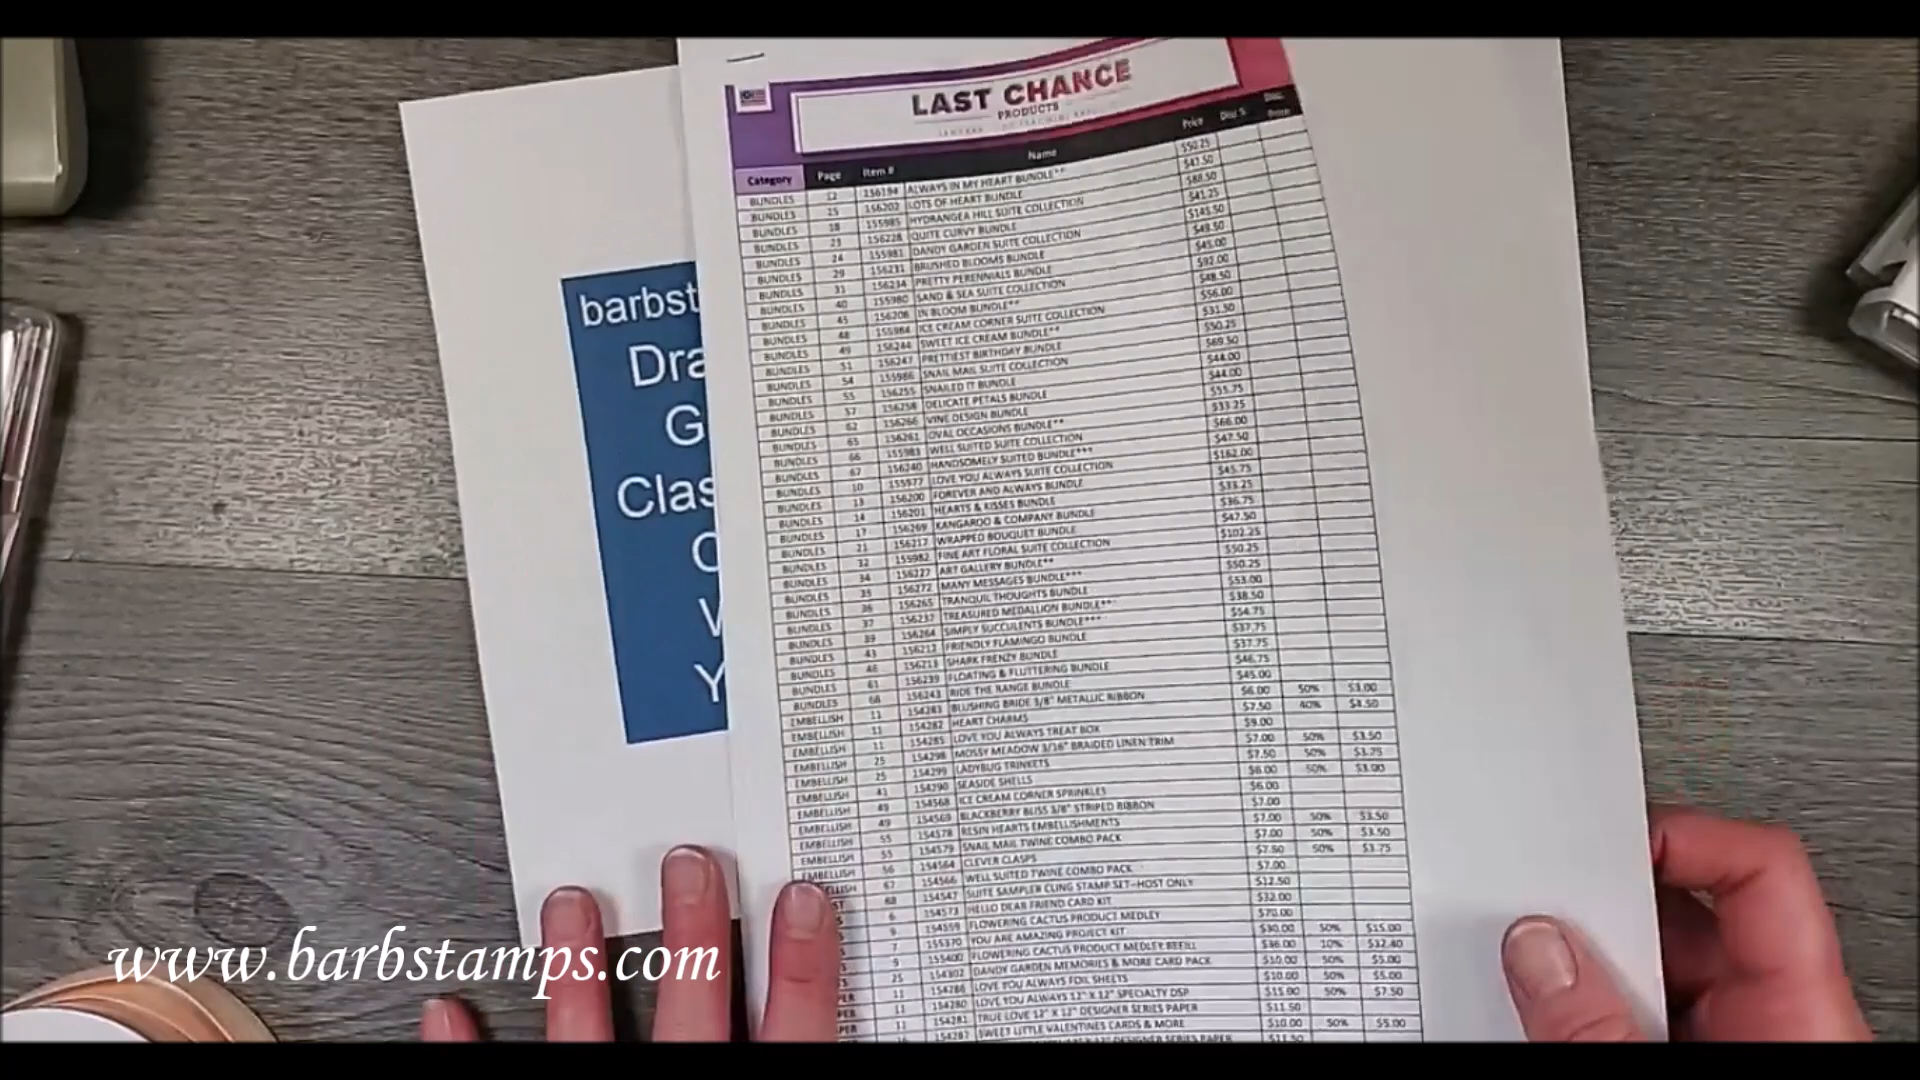 LAST CHANCE
PRODUCTS
Category Page Item # Name Price Disc % Disc Price
BUNDLES 12 156194 ALWAYS IN MY HEART BUNDLE** $50.25
BUNDLES 15 156202 LOTS OF HEART BUNDLE $47.50
BUNDLES 18 155985 HYDRANGEA HILL SUITE COLLECTION $88.50
BUNDLES 23 156228 QUITE CURVY BUNDLE $41.25
BUNDLES 24 155981 DANDY GARDEN SUITE COLLECTION $145.50
BUNDLES 29 156231 BRUSHED BLOOMS BUNDLE $49.50
BUNDLES 31 156234 PRETTY PERENNIALS BUNDLE $45.00
BUNDLES 40 155980 SAND & SEA SUITE COLLECTION $92.00
BUNDLES 45 156208 IN BLOOM BUNDLE** $48.50
BUNDLES 48 155984 ICE CREAM CORNER SUITE COLLECTION $56.00
BUNDLES 49 156244 SWEET ICE CREAM BUNDLE** $31.50
BUNDLES 51 156247 PRETTIEST BIRTHDAY BUNDLE $50.25
BUNDLES 54 155986 SNAIL MAIL SUITE COLLECTION $69.50
BUNDLES 55 156255 SNAILED IT BUNDLE $44.00
BUNDLES 57 156258 DELICATE PETALS BUNDLE $44.00
BUNDLES 62 156266 VINE DESIGN BUNDLE $55.75
BUNDLES 65 156261 OVAL OCCASIONS BUNDLE** $33.25
BUNDLES 66 155983 WELL SUITED SUITE COLLECTION $66.00
BUNDLES 67 156240 HANDSOMELY SUITED BUNDLE*** $47.50
BUNDLES 10 155977 LOVE YOU ALWAYS SUITE COLLECTION $162.00
BUNDLES 13 156200 FOREVER AND ALWAYS BUNDLE $45.75
BUNDLES 14 156201 HEARTS & KISSES BUNDLE $33.25
BUNDLES 17 156269 KANGAROO & COMPANY BUNDLE $36.75
BUNDLES 21 156217 WRAPPED BOUQUET BUNDLE $47.50
BUNDLES 32 155982 FINE ART FLORAL SUITE COLLECTION $102.25
BUNDLES 34 156227 ART GALLERY BUNDLE** $50.25
BUNDLES 35 156272 MANY MESSAGES BUNDLE*** $50.25
BUNDLES 36 156265 TRANQUIL THOUGHTS BUNDLE $53.00
BUNDLES 37 156237 TREASURED MEDALLION BUNDLE** $38.50
BUNDLES 39 156264 SIMPLY SUCCULENTS BUNDLE*** $54.75
BUNDLES 43 156212 FRIENDLY FLAMINGO BUNDLE $37.75
BUNDLES 46 156213 SHARK FRENZY BUNDLE $37.75
BUNDLES 61 156239 FLOATING & FLUTTERING BUNDLE $46.75
BUNDLES 68 156243 RIDE THE RANGE BUNDLE $45.00
EMBELLISH 11 154283 BLUSHING BRIDE 3/8" METALLIC RIBBON $6.00 50% $3.00
EMBELLISH 11 154282 HEART CHARMS $7.50 40% $4.50
EMBELLISH 11 154285 LOVE YOU ALWAYS TREAT BOX $9.00
EMBELLISH 25 154298 MOSSY MEADOW 3/16" BRAIDED LINEN TRIM $7.00 50% $3.50
EMBELLISH 25 154299 LADYBUG TRINKETS $7.50 50% $3.75
EMBELLISH 41 154290 SEASIDE SHELLS $6.00 50% $3.00
EMBELLISH 49 154568 ICE CREAM CORNER SPRINKLES $6.00
EMBELLISH 49 154569 BLACKBERRY BLISS 3/8" STRIPED RIBBON $7.00
EMBELLISH 55 154578 RESIN HEARTS EMBELLISHMENTS $7.00 50% $3.50
EMBELLISH 55 154579 SNAIL MAIL TWINE COMBO PACK $7.00 50% $3.50
EMBELLISH 56 154564 CLEVER CLASPS $7.50 50% $3.75
ELLISH 67 154566 WELL SUITED TWINE COMBO PACK $7.00
ST 68 154547 SUITE SAMPLER CLING STAMP SET--HOST ONLY $12.50
S 6 154573 HELLO DEAR FRIEND CARD KIT $32.00
S 9 154559 FLOWERING CACTUS PRODUCT MEDLEY $70.00
S 7 155370 YOU ARE AMAZING PROJECT KIT $30.00 50% $15.00
S 9 155400 FLOWERING CACTUS PRODUCT MEDLEY REFILL $36.00 10% $32.40
S 25 154302 DANDY GARDEN MEMORIES & MORE CARD PACK $10.00 50% $5.00
PER 11 154286 LOVE YOU ALWAYS FOIL SHEETS $10.00 50% $5.00
PER 11 154280 LOVE YOU ALWAYS 12" X 12" SPECIALTY DSP $15.00 50% $7.50
PER 11 154281 TRUE LOVE 12" X 12" DESIGNER SERIES PAPER $11.50
154287 SWEET LITTLE VALENTINES CARDS & MORE $10.00 50% $5.00
12" X 12" DESIGNER SERIES PAPER $11.50
barbst
Dra
G
Clas
C
V
Y
www.barbstamps.com